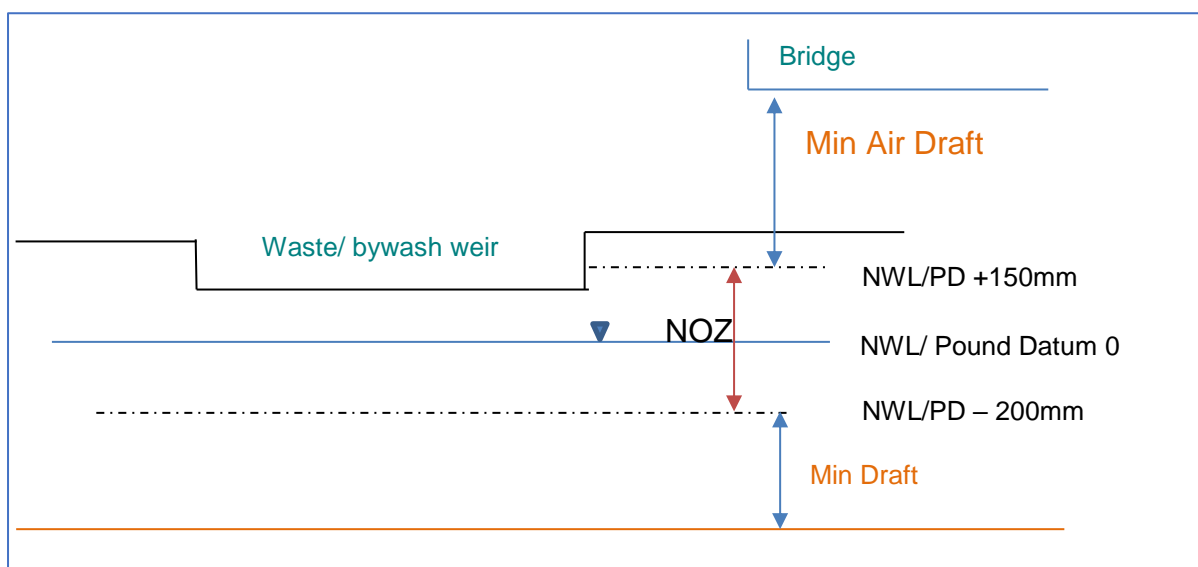 Bridge
Min Air Draft
Waste/ bywash weir
NWL/PD +150mm
NOZ
NWL/ Pound Datum 0
NWL/PD – 200mm
Min Draft